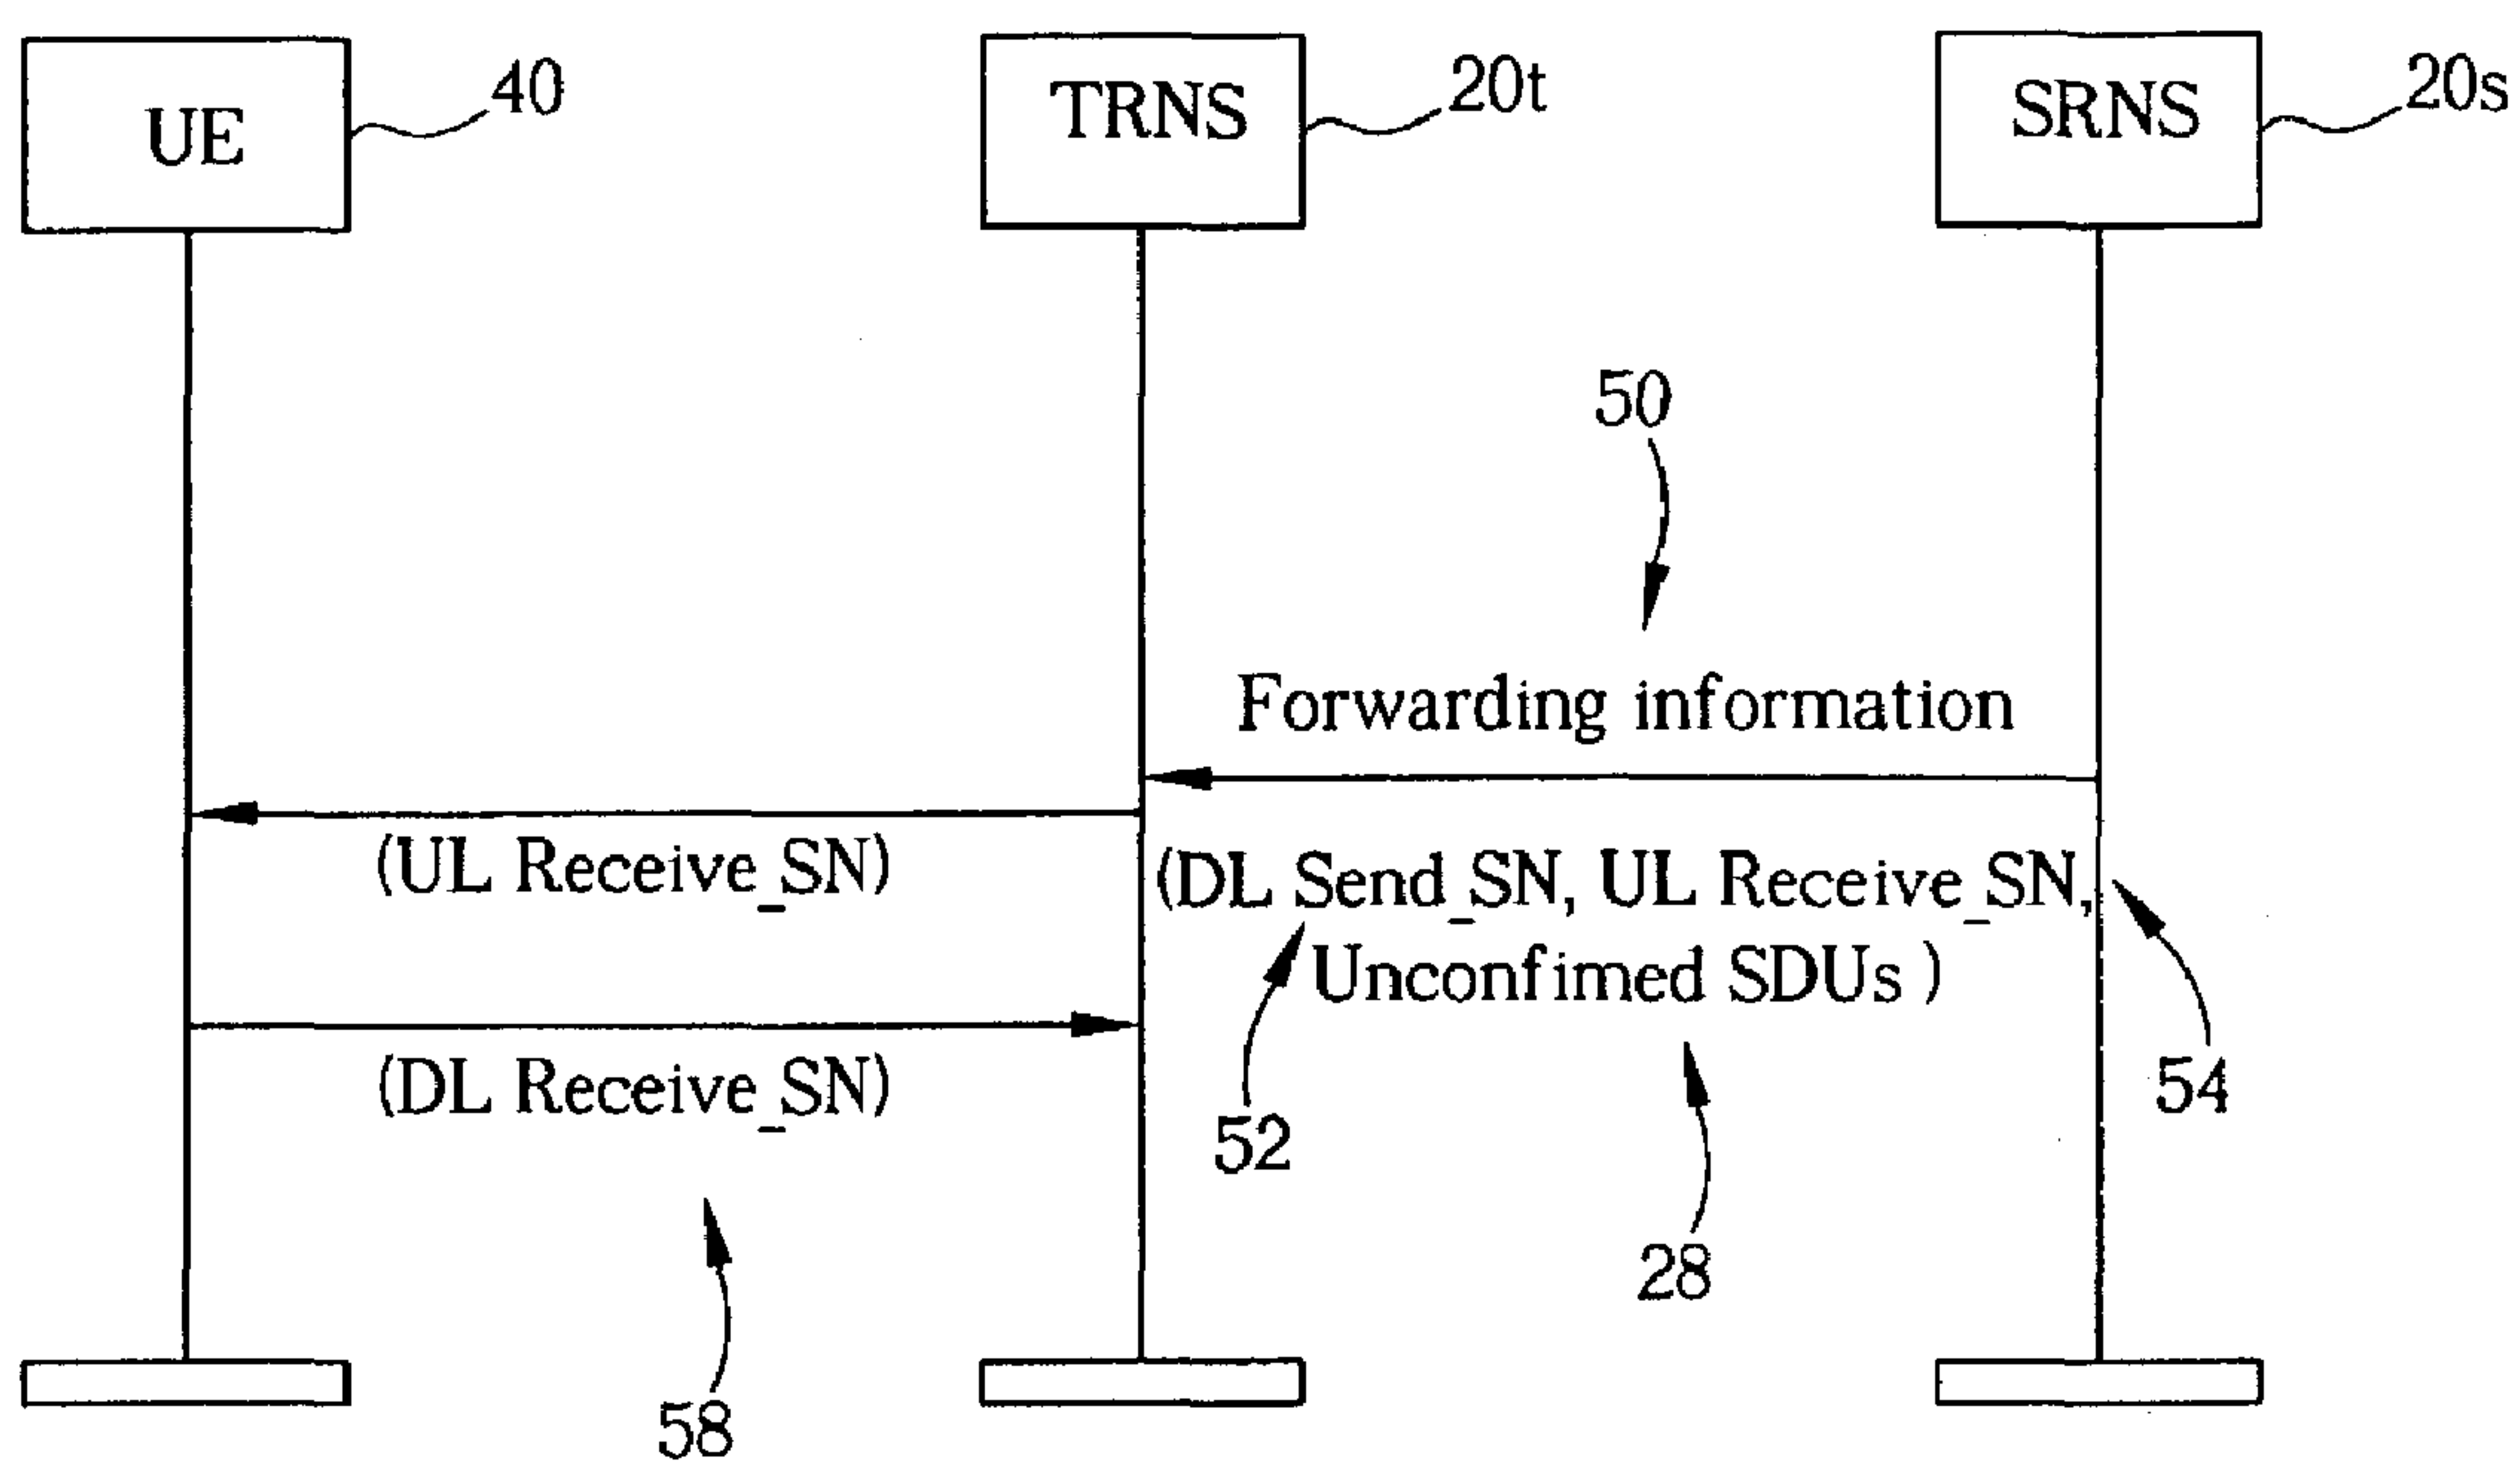 UE
40
TRNS
20t
SRNS
20s
50
Forwarding information
(UL Receive_SN)
(DL Send_SN, UL Receive_SN,
Unconfimed SDUs)
(DL Receive_SN)
52
54
28
58